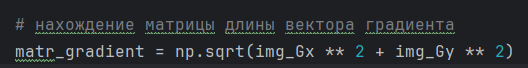 # нахождение матрицы длины вектора градиента
matr_gradient = np.sqrt(img_Gx ** 2 + img_Gy ** 2)